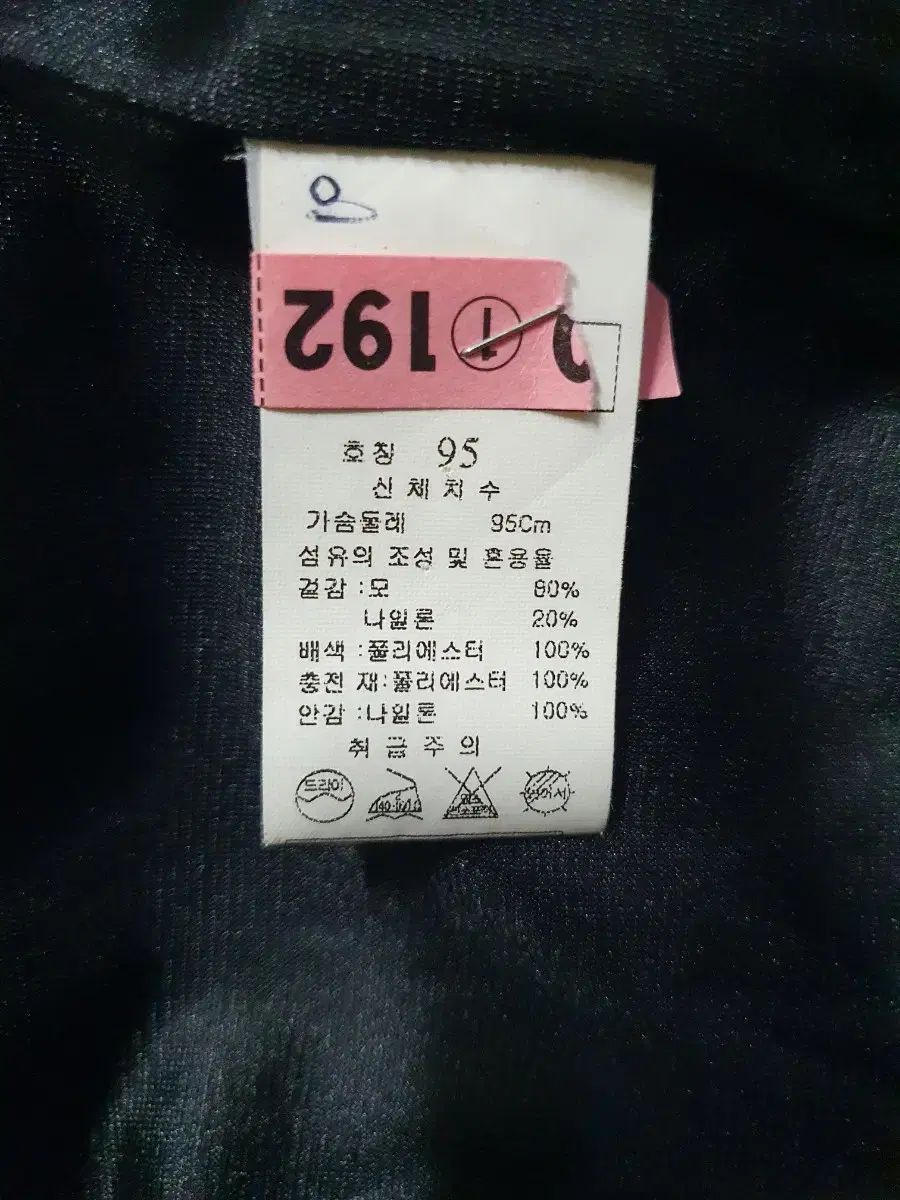 192 ①
호칭 95
신체치수
가슴둘레 95Cm
섬유의 조성 및 혼용율
겉감 :모 80%
나일론 20%
배색 :폴리에스터 100%
충전 재:폴리에스터 100%
안감 :나일론 100%
취급주의
드라이